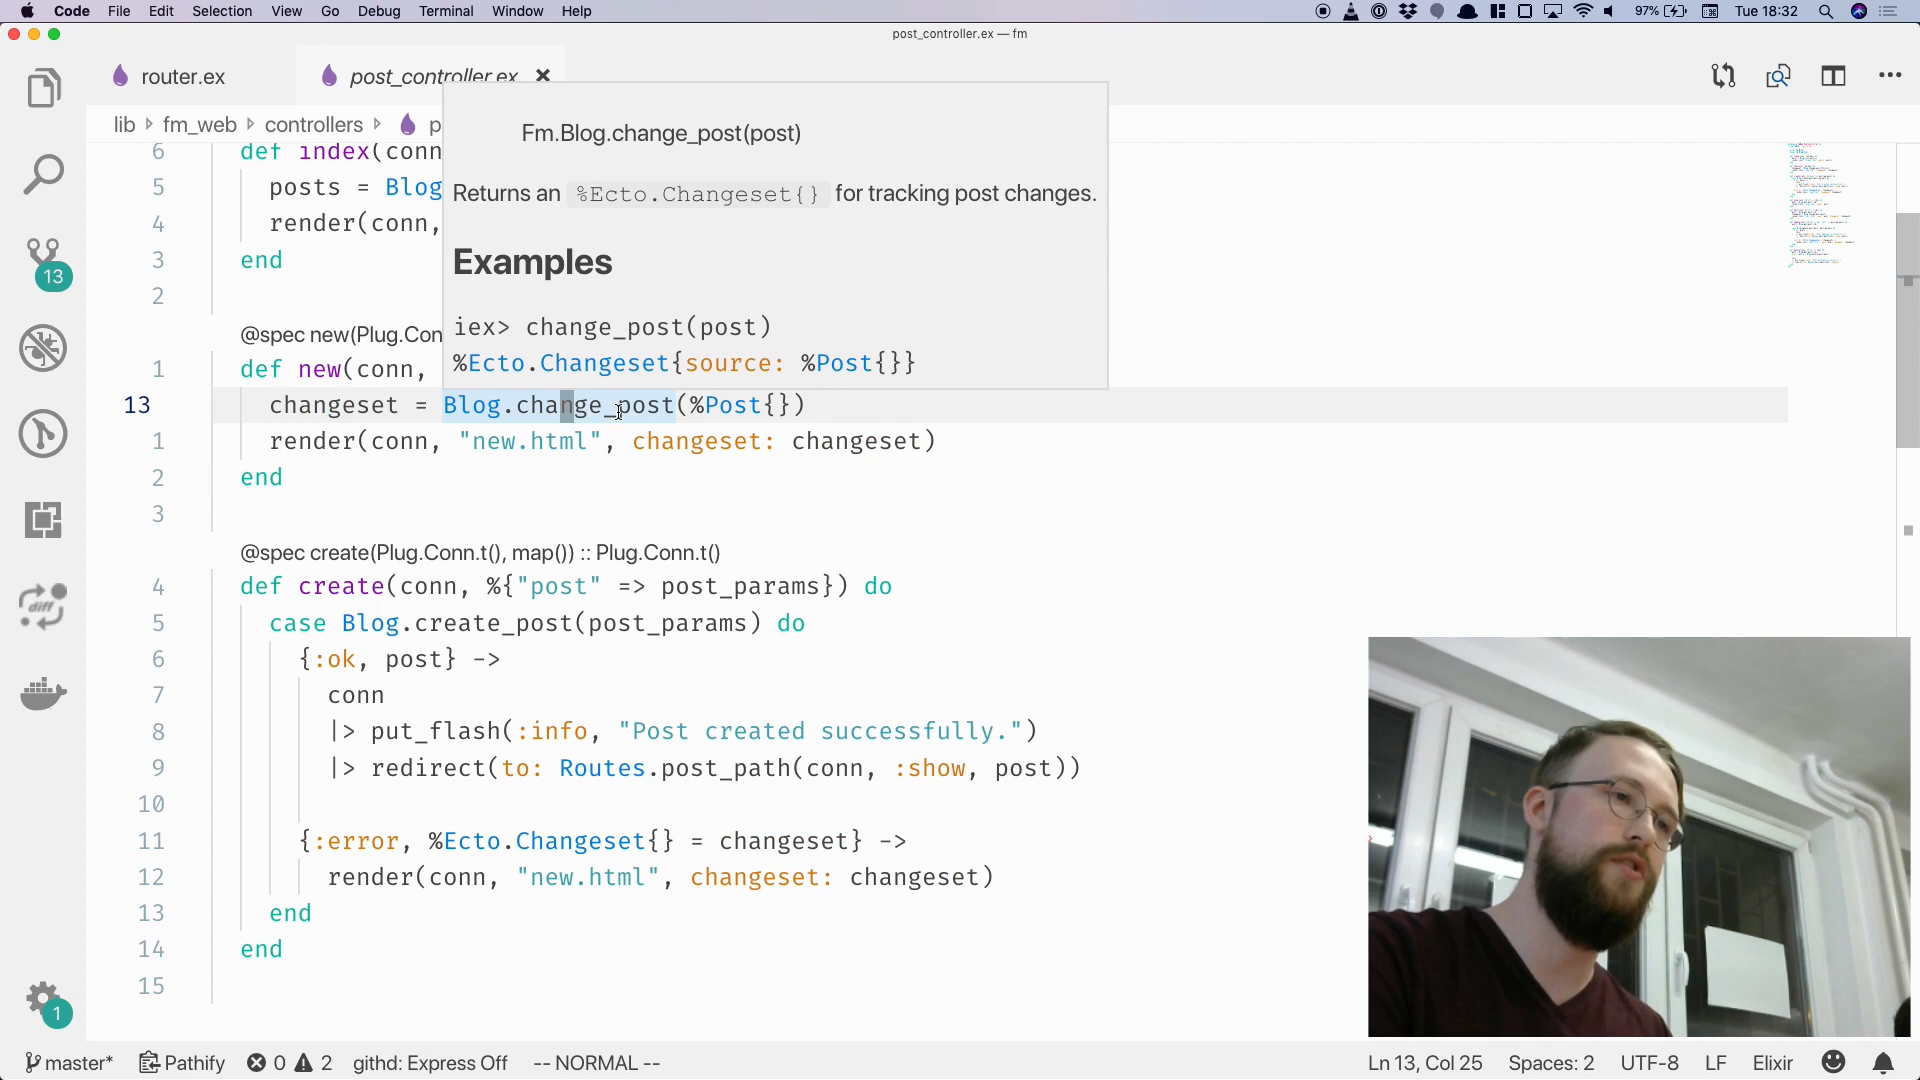 Code File Edit Selection View Go Debug Terminal Window Help 97% Tue 18:32
post_controller.ex — fm
router.ex post_controller.ex
lib fm_web controllers p
Fm.Blog.change_post(post)
Returns an %Ecto.Changeset{} for tracking post changes.
Examples
iex> change_post(post)
%Ecto.Changeset{source: %Post{}}
6 def index(conn
5 posts = Blog
4 render(conn,
3 end
2
@spec new(Plug.Con
1 def new(conn,
13 changeset = Blog.change_post(%Post{})
1 render(conn, "new.html", changeset: changeset)
2 end
3
@spec create(Plug.Conn.t(), map()) :: Plug.Conn.t()
4 def create(conn, %{"post" => post_params}) do
5 case Blog.create_post(post_params) do
6 {:ok, post} ->
7 conn
8 |> put_flash(:info, "Post created successfully.")
9 |> redirect(to: Routes.post_path(conn, :show, post))
10
11 {:error, %Ecto.Changeset{} = changeset} ->
12 render(conn, "new.html", changeset: changeset)
13 end
14 end
15
13
diff
1
master* Pathify 0 2 githd: Express Off -- NORMAL -- Ln 13, Col 25 Spaces: 2 UTF-8 LF Elixir